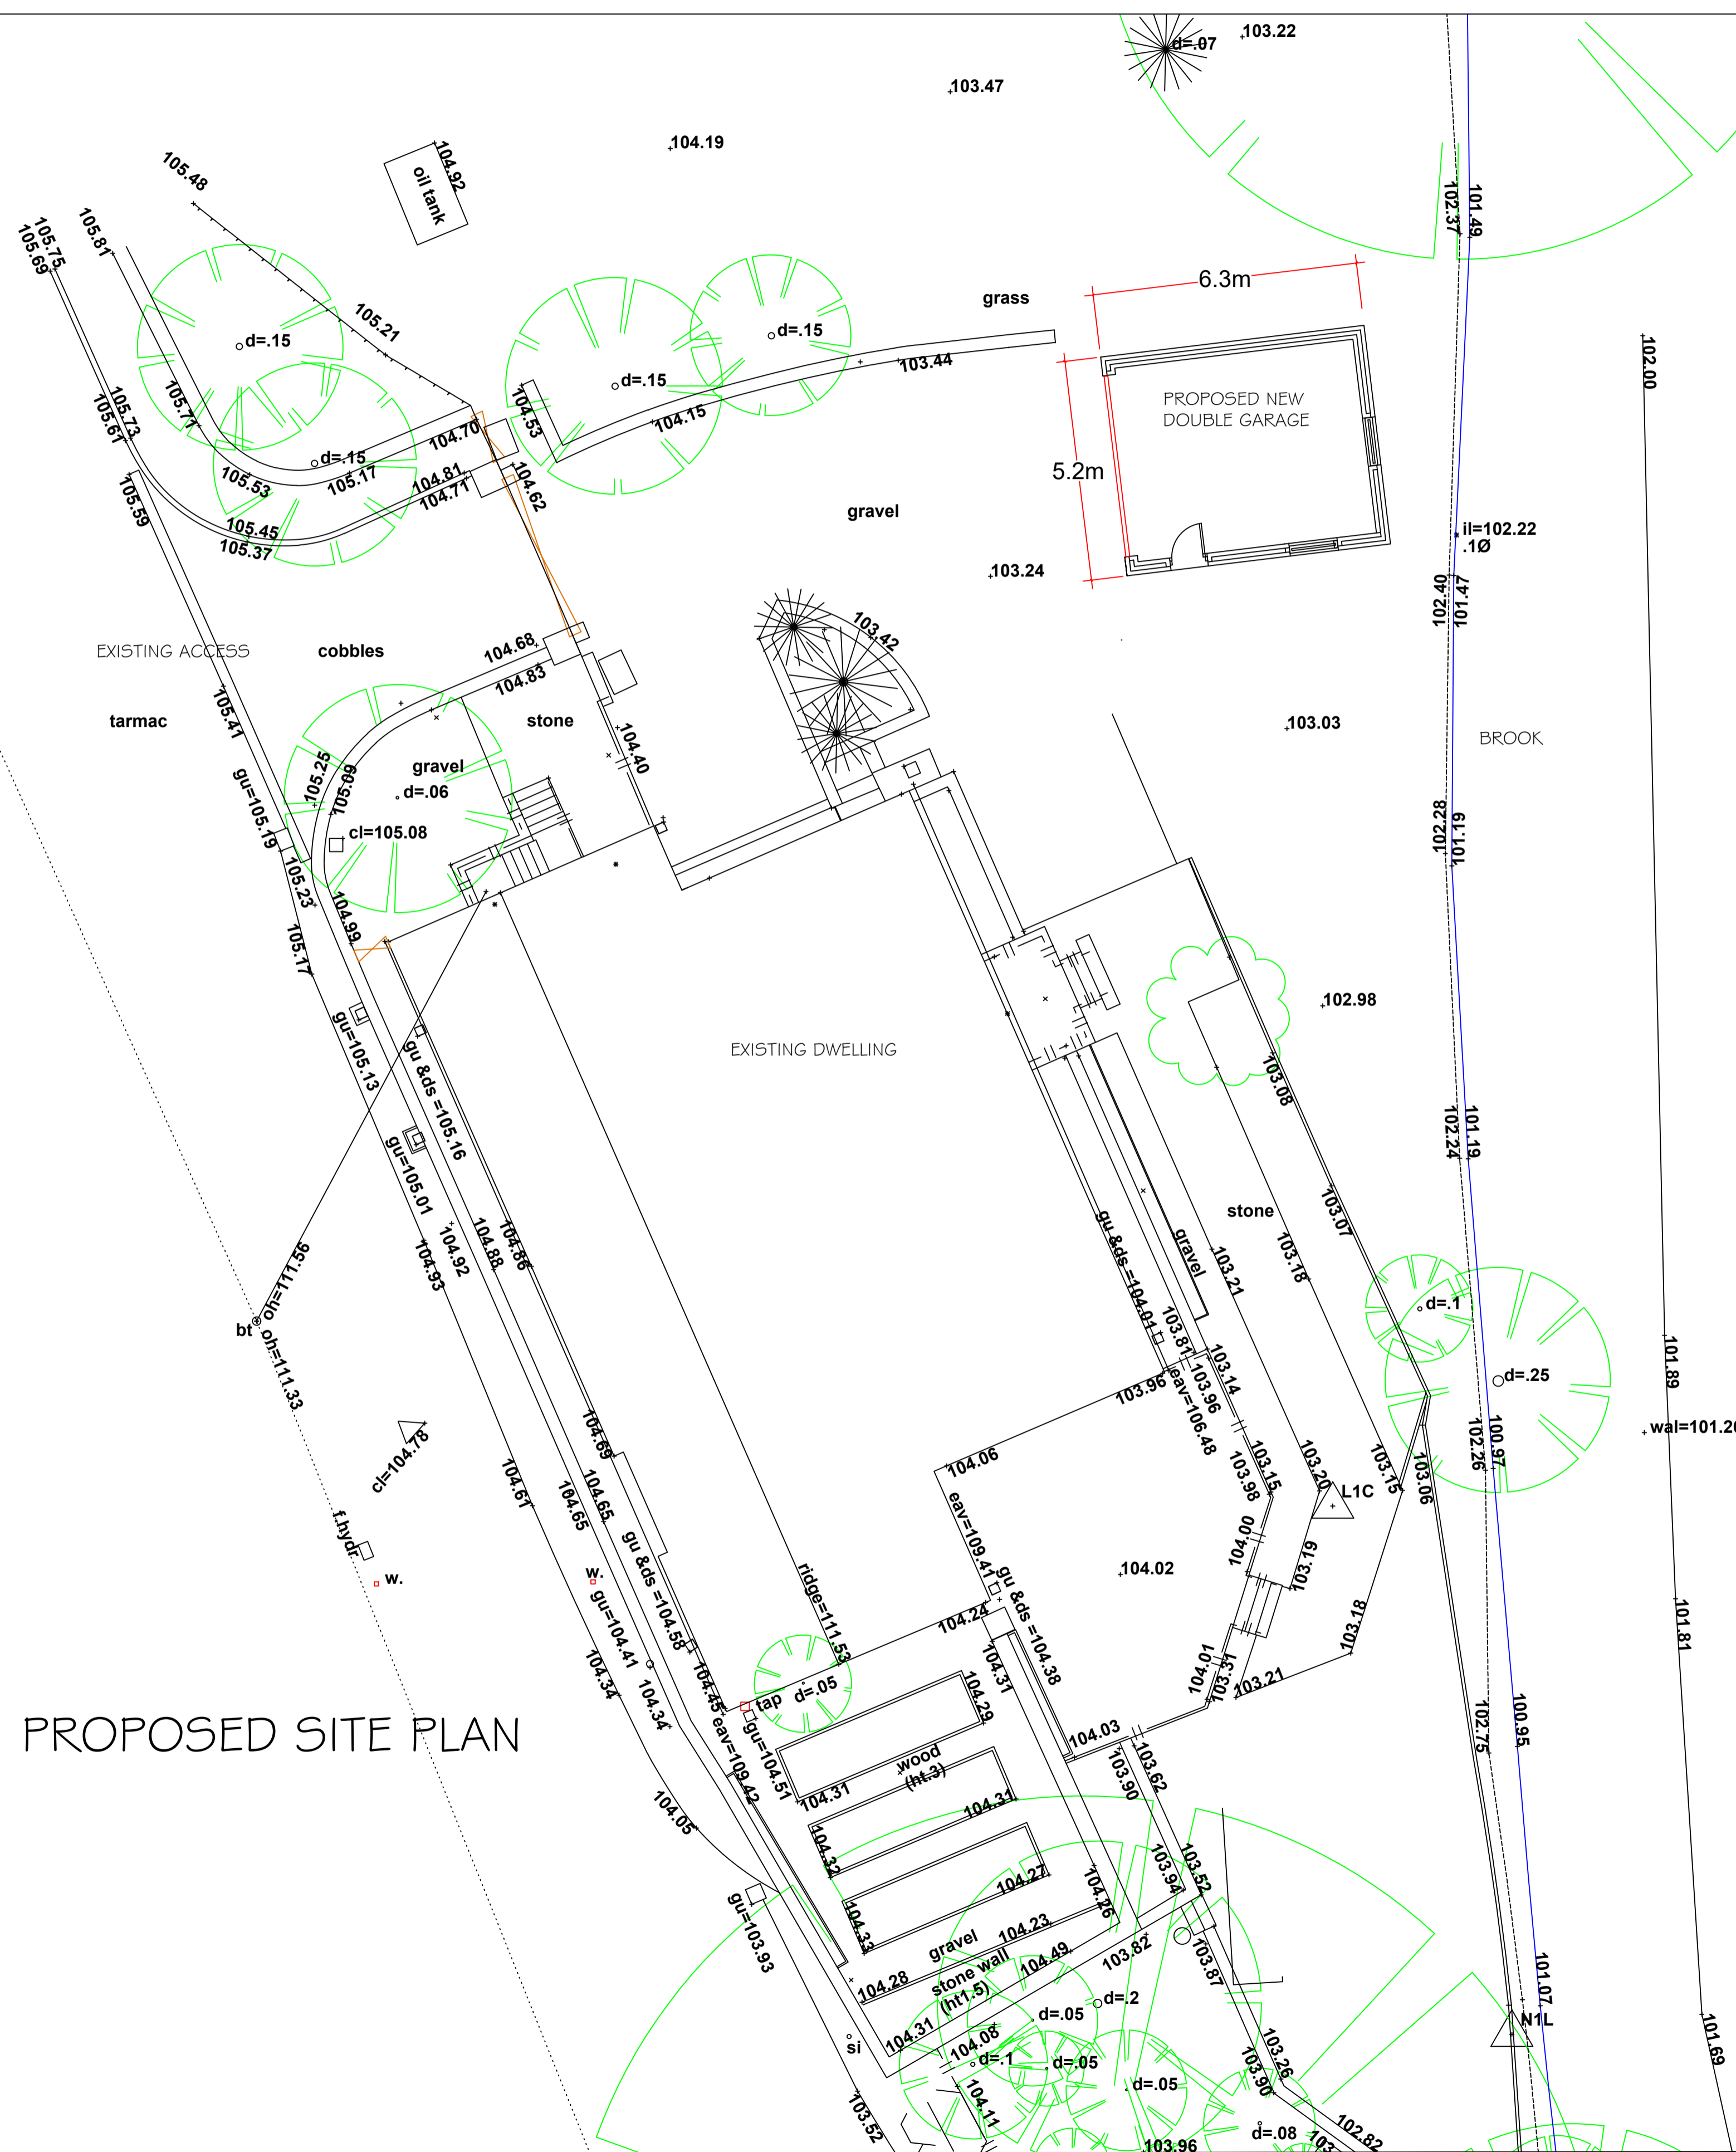 d=.07
103.22
103.47
104.19
105.48
104.92
oil tank
105.81
105.75
105.69
102.37
101.49
6.3m
grass
105.21
d=.15
d=.15
d=.15
103.44
102.00
104.53
104.15
PROPOSED NEW
DOUBLE GARAGE
105.73
105.61
105.71
104.70
d=.15
105.17
105.53
104.81
104.71
104.62
5.2m
105.59
105.45
105.37
gravel
il=102.22
.1Ø
103.24
102.40
101.47
103.42
EXISTING ACCESS
cobbles
104.68
104.83
105.41
tarmac
stone
104.40
103.03
BROOK
gravel
105.25
105.09
d=.06
gu=105.19
cl=105.08
102.28
101.19
105.23
104.99
105.17
102.98
EXISTING DWELLING
gu=105.13
gu &ds =105.16
103.08
gu=105.01
102.24
101.19
stone
103.07
104.92
104.93
104.88
104.86
gu &ds =104.01
gravel
103.21
103.18
oh=111.56
bt
oh=111.33
d=.1
d=.25
101.89
103.81
103.96
103.96
103.14
eav=106.48
cl=104.78
104.69
104.06
103.15
103.98
103.20
103.15
103.06
102.26
100.97
wal=101.26
L1C
104.61
104.65
104.65
eav=109.41
104.00
f.hydr.
w.
w.
gu &ds =104.58
gu=104.41
ridge=111.53
gu &ds =104.38
104.02
103.19
103.18
101.81
104.24
104.34
104.34
104.45
tap
d=.05
104.29
104.31
104.01
103.31
103.21
PROPOSED SITE PLAN
eav=109.42
gu=104.51
wood
(ht.3)
104.31
104.03
103.90
103.62
102.75
100.95
104.05
104.31
104.32
103.94
103.52
104.27
104.26
gu=103.93
104.33
gravel
104.23
stone wall
(ht1.5)
104.49
103.82
103.87
104.28
101.07
d=.2
d=.05
N1L
si
104.31
104.08
d=.1
d=.05
d=.05
103.26
103.90
101.69
103.52
104.11
d=.08
102.82
103.96